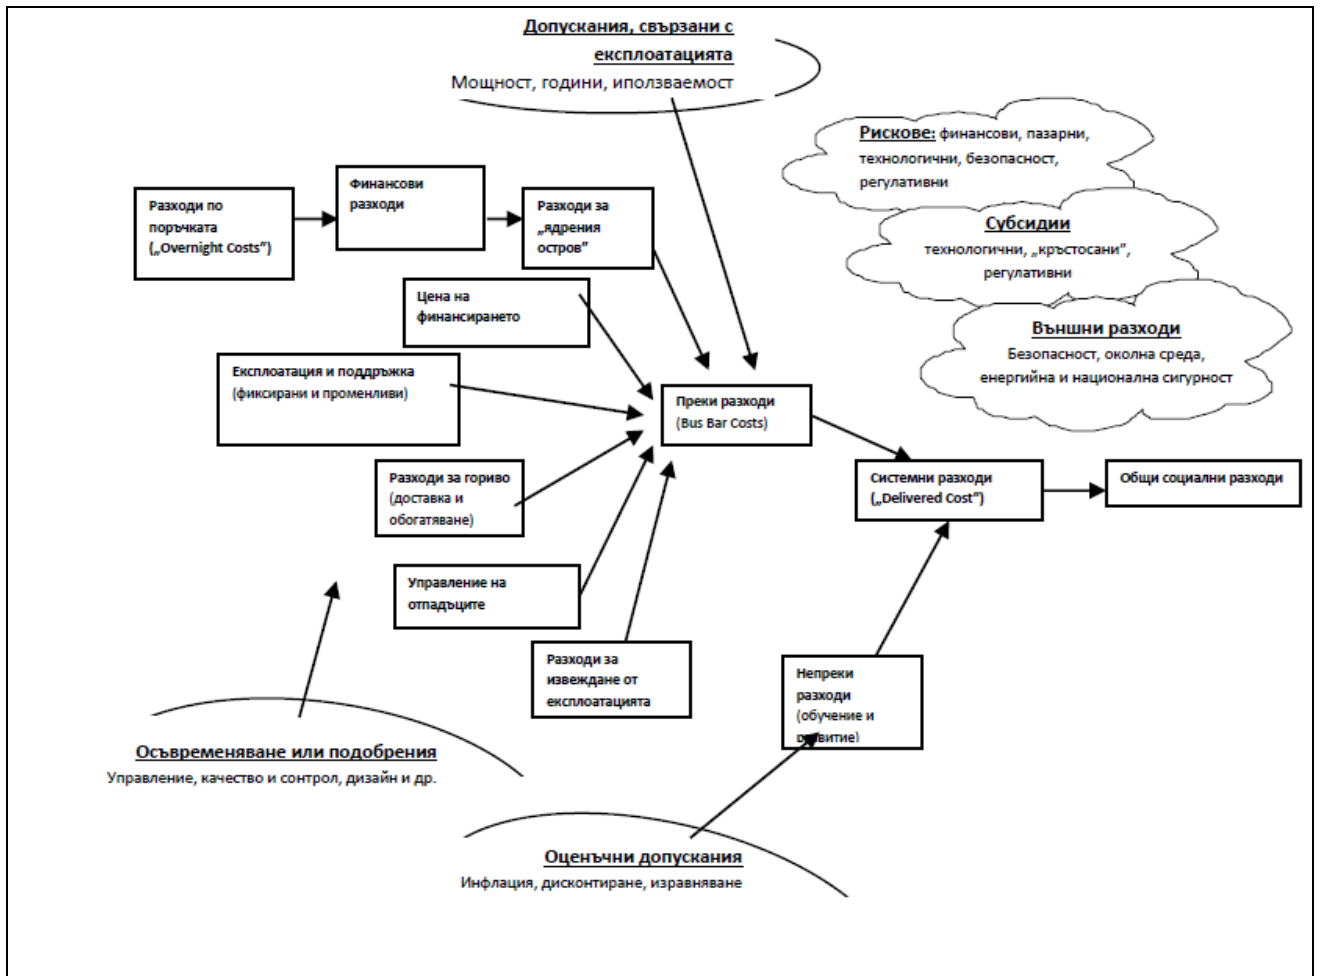 Допускания, свързани с
експлоатацията
Мощност, години, иползваемост
Рискове: финансови, пазарни,
технологични, безопасност,
регулативни
Субсидии
технологични, „кръстосани”,
регулативни
Външни разходи
Безопасност, околна среда,
енергийна и национална сигурност
Разходи по
поръчката
(„Overnight Costs”)
Финансови
разходи
Разходи за
„ядрения
остров”
Цена на
финансирането
Експлоатация и поддръжка
(фиксирани и променливи)
Преки разходи
(Bus Bar Costs)
Разходи за гориво
(доставка и
обогатяване)
Системни разходи
(„Delivered Cost”)
Общи социални разходи
Управление на
отпадъците
Разходи за
извеждане от
експлоатацията
Непреки
разходи
(обучение и
развитие)
Осъвременяване или подобрения
Управление, качество и сонтрол, дизайн и др.
Оценъчни допускания
Инфлация, дисконтиране, изравняване